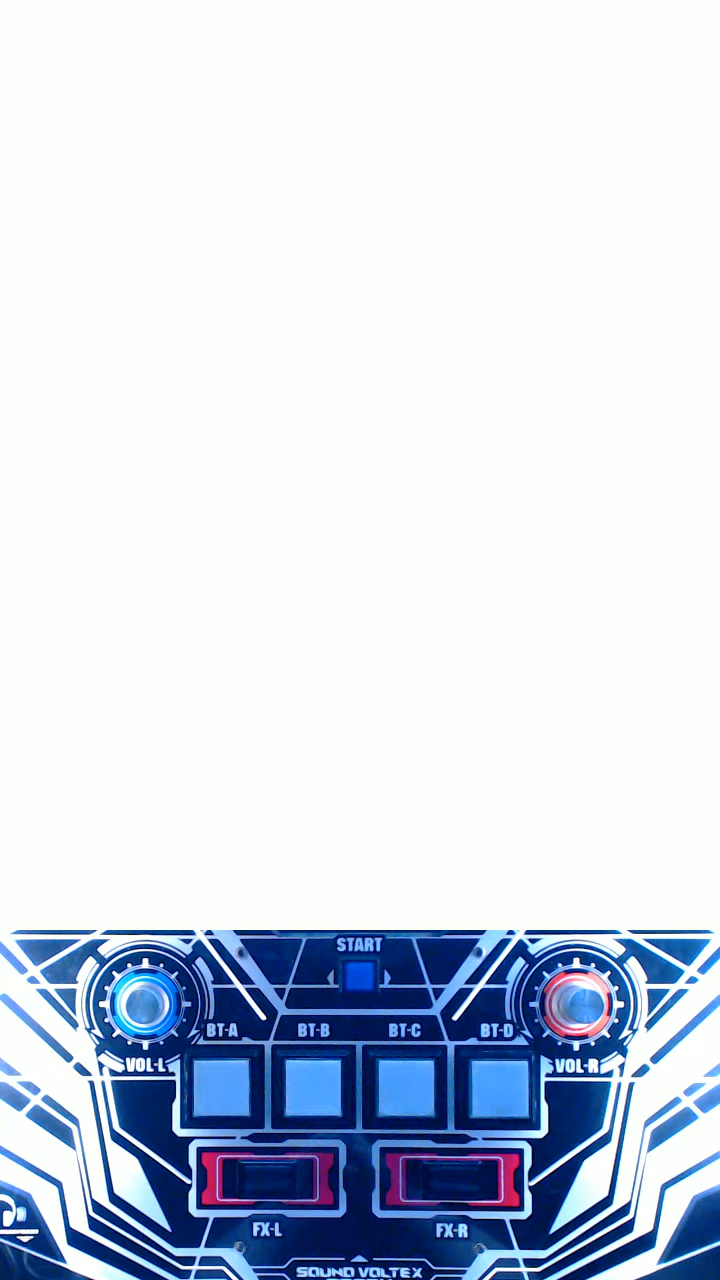 START
BT-A BT-B BT-C BT-D
VOL-L VOL-R
FX-L FX-R
SOUND VOLTEX